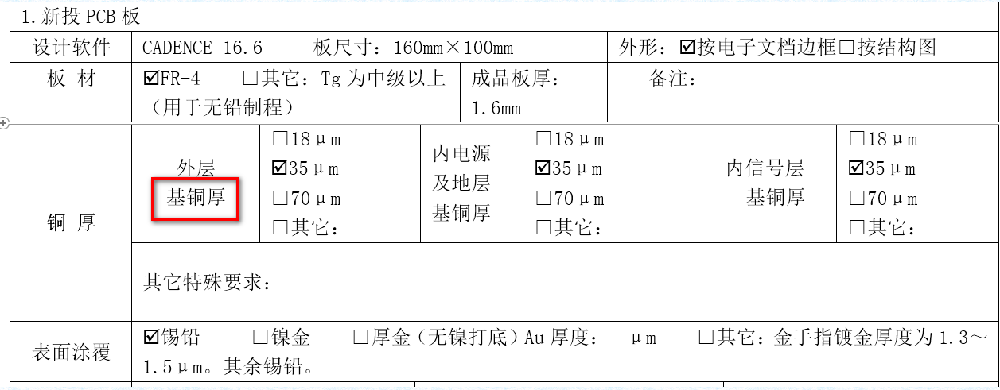 1.新投 PCB 板
设计软件 CADENCE 16.6 板尺寸：160mm×100mm 外形：☑按电子文档边框□按结构图
板 材 ☑FR-4 □其它：Tg 为中级以上（用于无铅制程） 成品板厚：1.6mm 备注：
铜 厚
外层
基铜厚
□18μm
☑35μm
□70μm
□其它：
内电源
及地层
基铜厚
□18μm
☑35μm
□70μm
□其它：
内信号层
基铜厚
□18μm
☑35μm
□70μm
□其它：
其它特殊要求：
表面涂覆
☑锡铅 □镍金 □厚金（无镍打底）Au 厚度： μm □其它：金手指镀金厚度为 1.3～
1.5μm。其余锡铅。